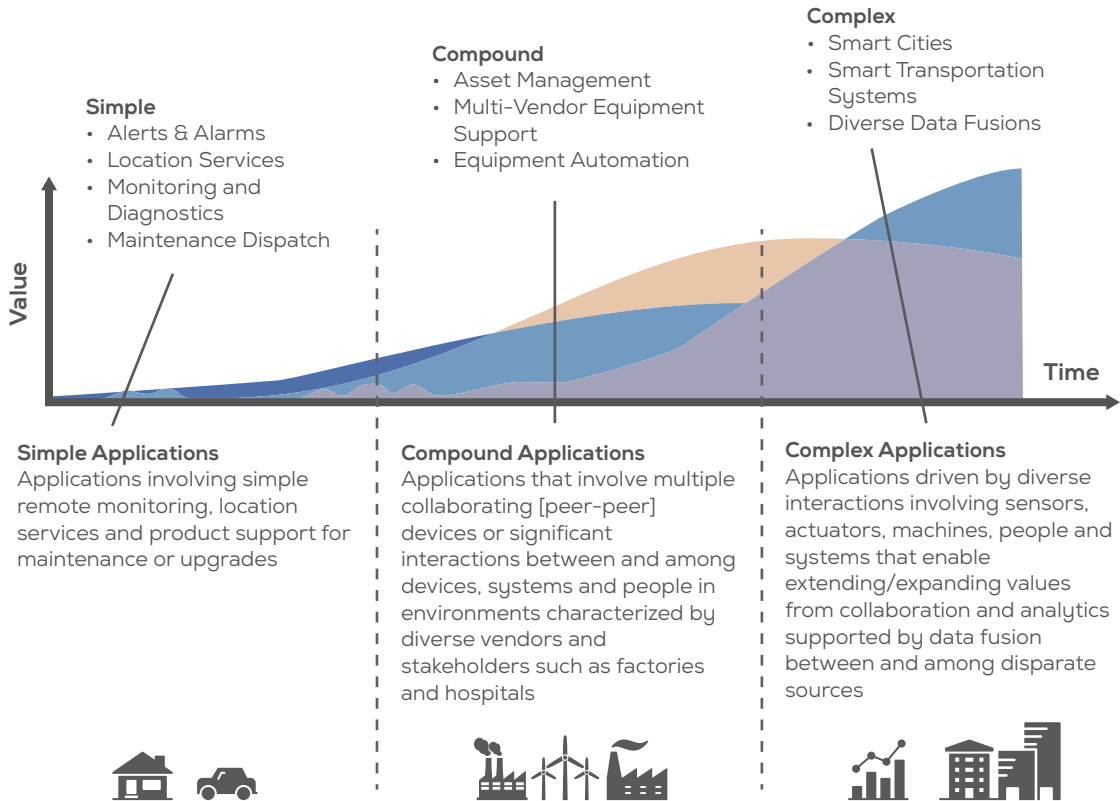 Simple
• Alerts & Alarms
• Location Services
• Monitoring and
Diagnostics
• Maintenance Dispatch
Compound
• Asset Management
• Multi-Vendor Equipment
Support
• Equipment Automation
Complex
• Smart Cities
• Smart Transportation
Systems
• Diverse Data Fusions
Value
Time
Simple Applications
Applications involving simple
remote monitoring, location
services and product support for
maintenance or upgrades
Compound Applications
Applications that involve multiple
collaborating [peer-peer]
devices or significant
interactions between and among
devices, systems and people in
environments characterized by
diverse vendors and
stakeholders such as factories
and hospitals
Complex Applications
Applications driven by diverse
interactions involving sensors,
actuators, machines, people and
systems that enable
extending/expanding values
from collaboration and analytics
supported by data fusion
between and among disparate
sources